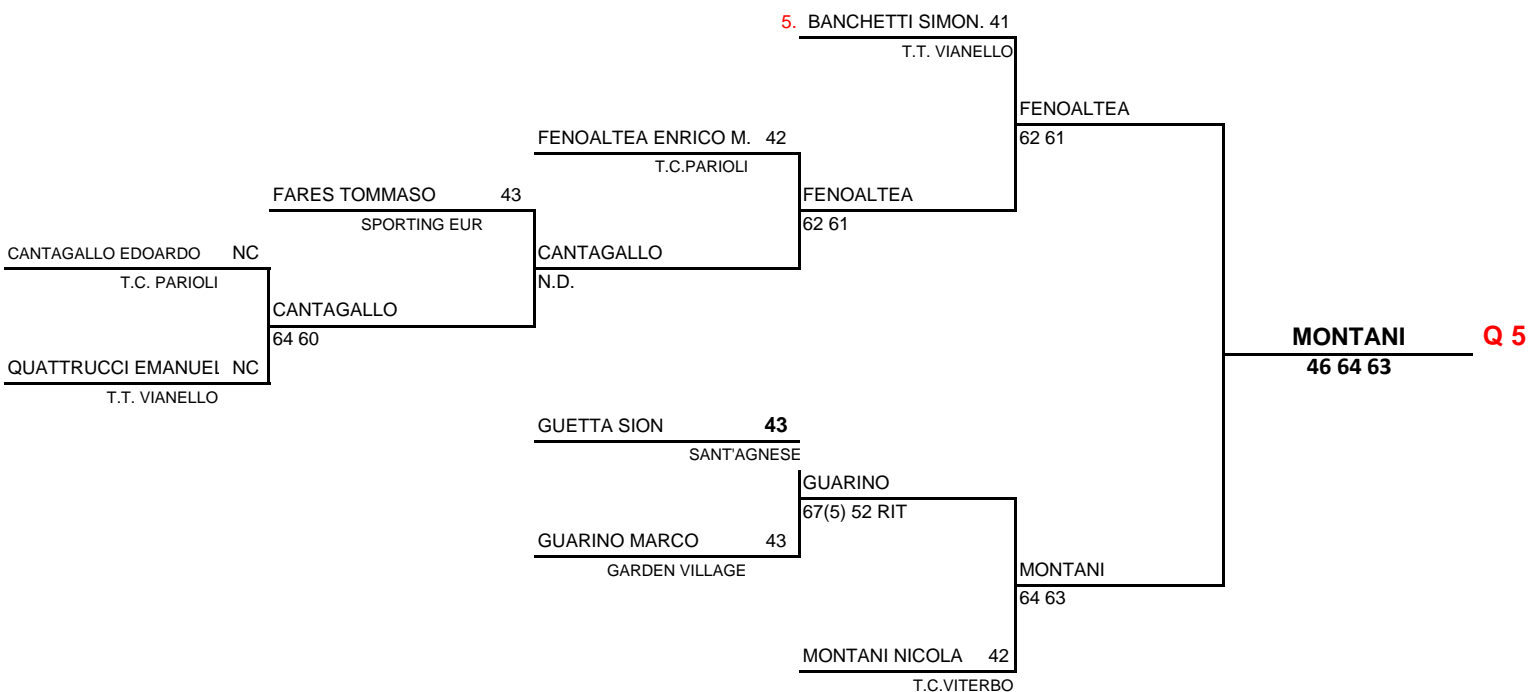 5. BANCHETTI SIMON. 41
T.T. VIANELLO
FENOALTEA
62 61
FENOALTEA ENRICO M. 42
T.C.PARIOLI
FARES TOMMASO 43
SPORTING EUR
FENOALTEA
62 61
CANTAGALLO EDOARDO NC
T.C. PARIOLI
CANTAGALLO
N.D.
CANTAGALLO
64 60
MONTANI Q 5
46 64 63
QUATTRUCCI EMANUEL NC
T.T. VIANELLO
GUETTA SION 43
SANT'AGNESE
GUARINO
67(5) 52 RIT
GUARINO MARCO 43
GARDEN VILLAGE
MONTANI
64 63
MONTANI NICOLA 42
T.C.VITERBO